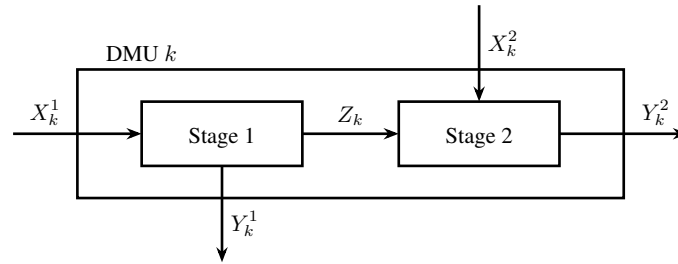 DMU k
X_k^2
X_k^1
Stage 1
Z_k
Stage 2
Y_k^2
Y_k^1